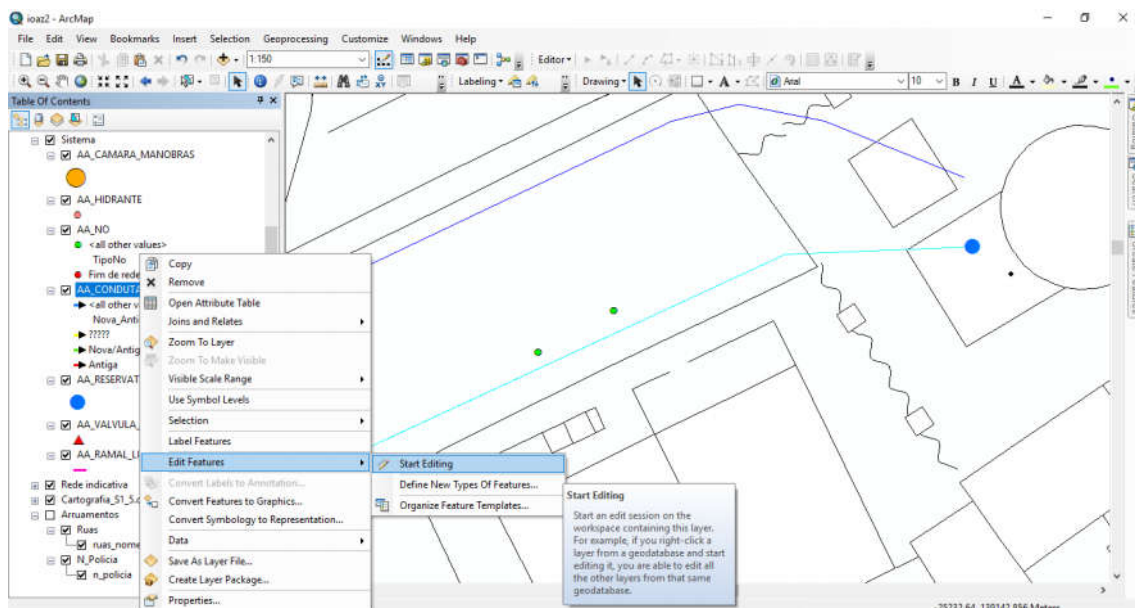 ioaz2 - ArcMap
File Edit View Bookmarks Insert Selection Geoprocessing Customize Windows Help
1:150
Editor
Labeling
Drawing
Arial
10
B I U A
Table Of Contents
Sistema
AA_CAMARA_MANOBRAS
AA_HIDRANTE
AA_NO
<all other values>
TipoNo
Fim de rede
AA_CONDUTA
<all other v
Nova_Anti
?????
Nova/Antig
Antiga
AA_RESERVAT
AA_VALVULA_
AA_RAMAL_LI
Rede indicativa
Cartografia_S1_5.
Arruamentos
Ruas
ruas_nome
N_Policia
n_policia
Copy
Remove
Open Attribute Table
Joins and Relates
Zoom To Layer
Zoom To Make Visible
Visible Scale Range
Use Symbol Levels
Selection
Label Features
Edit Features
Convert Labels to Annotation...
Convert Features to Graphics...
Convert Symbology to Representation...
Data
Save As Layer File...
Create Layer Package...
Properties...
Start Editing
Define New Types Of Features...
Organize Feature Templates...
Start Editing
Start an edit session on the
workspace containing this layer.
For example, if you right-click a
layer from a geodatabase and start
editing it, you are able to edit all
the other layers from that same
geodatabase.
-25232,64 139142,956 Meters